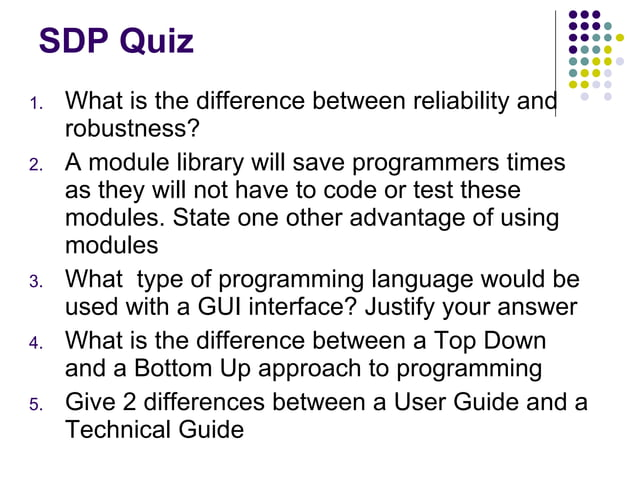 SDP Quiz
1. What is the difference between reliability and
robustness?
2. A module library will save programmers times
as they will not have to code or test these
modules. State one other advantage of using
modules
3. What  type of programming language would be
used with a GUI interface? Justify your answer
4. What is the difference between a Top Down
and a Bottom Up approach to programming
5. Give 2 differences between a User Guide and a
Technical Guide